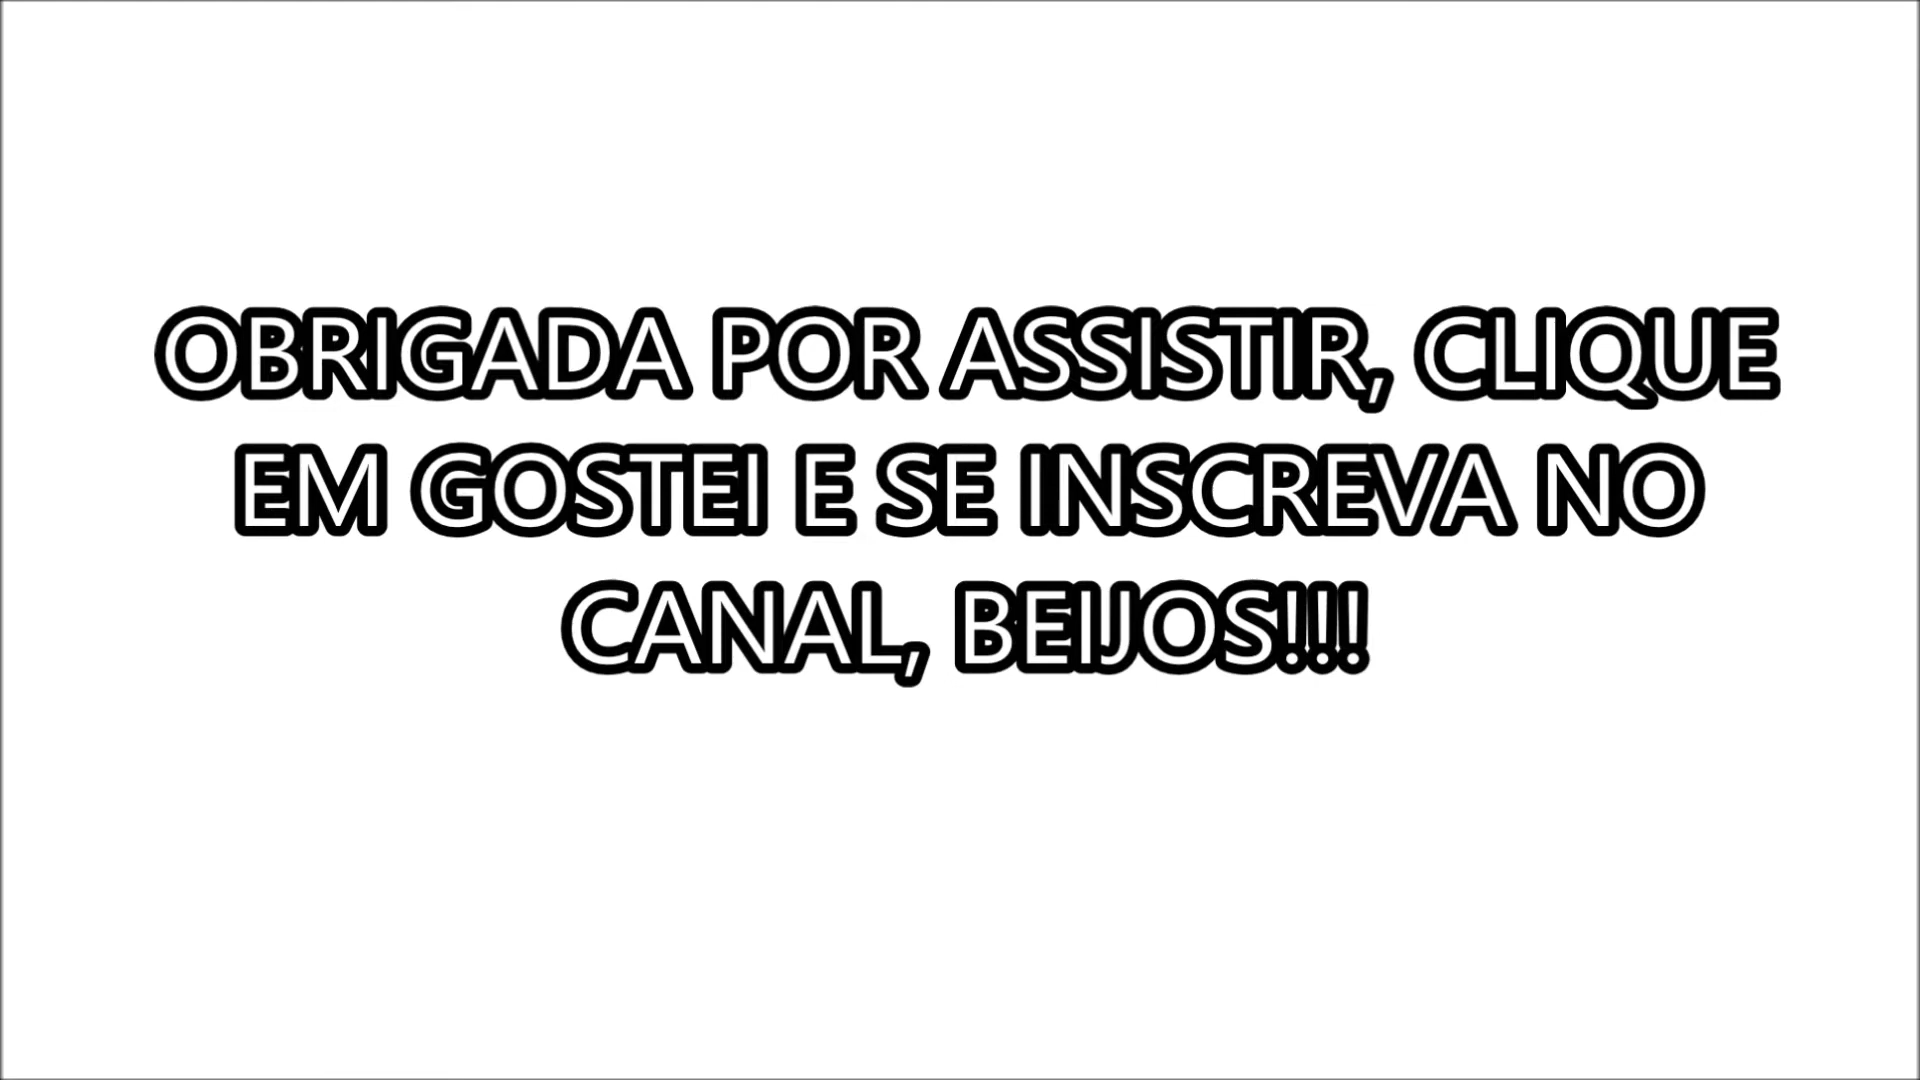 OBRIGADA POR ASSISTIR, CLIQUE
EM GOSTEI E SE INSCREVA NO
CANAL, BEIJOS!!!